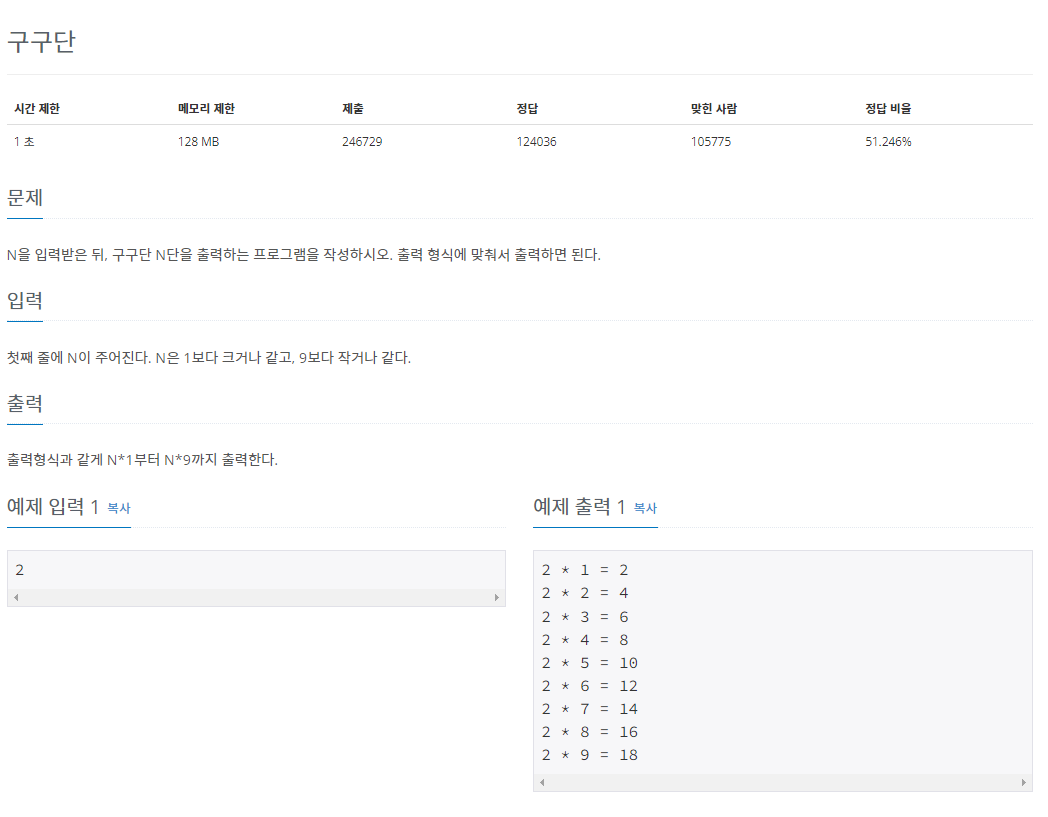 구구단
시간 제한 메모리 제한 제출 정답 맞힌 사람 정답 비율
1 초 128 MB 246729 124036 105775 51.246%
문제
N을 입력받은 뒤, 구구단 N단을 출력하는 프로그램을 작성하시오. 출력 형식에 맞춰서 출력하면 된다.
입력
첫째 줄에 N이 주어진다. N은 1보다 크거나 같고, 9보다 작거나 같다.
출력
출력형식과 같게 N*1부터 N*9까지 출력한다.
예제 입력 1 복사
2
예제 출력 1 복사
2 * 1 = 2
2 * 2 = 4
2 * 3 = 6
2 * 4 = 8
2 * 5 = 10
2 * 6 = 12
2 * 7 = 14
2 * 8 = 16
2 * 9 = 18